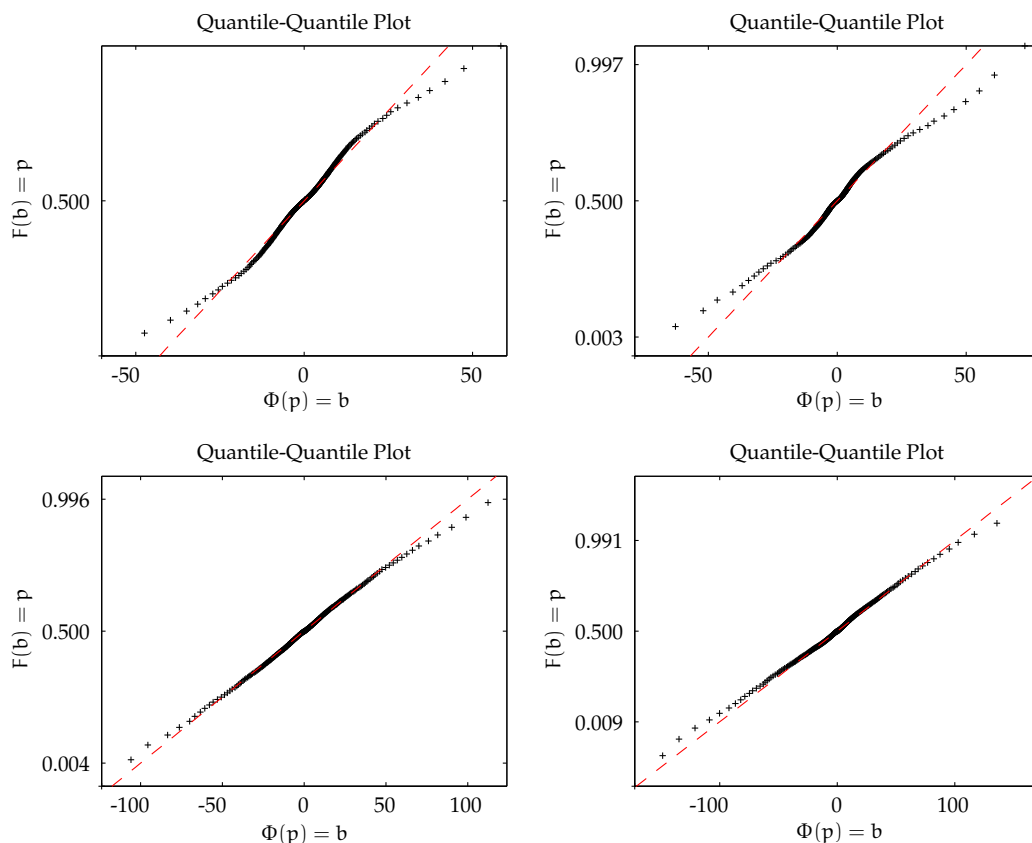 Quantile-Quantile Plot
F(b) = p
0.500
-50 0 50
Φ(p) = b
Quantile-Quantile Plot
F(b) = p
0.997
0.500
0.003
-50 0 50
Φ(p) = b
Quantile-Quantile Plot
F(b) = p
0.996
0.500
0.004
-100 -50 0 50 100
Φ(p) = b
Quantile-Quantile Plot
F(b) = p
0.991
0.500
0.009
-100 0 100
Φ(p) = b